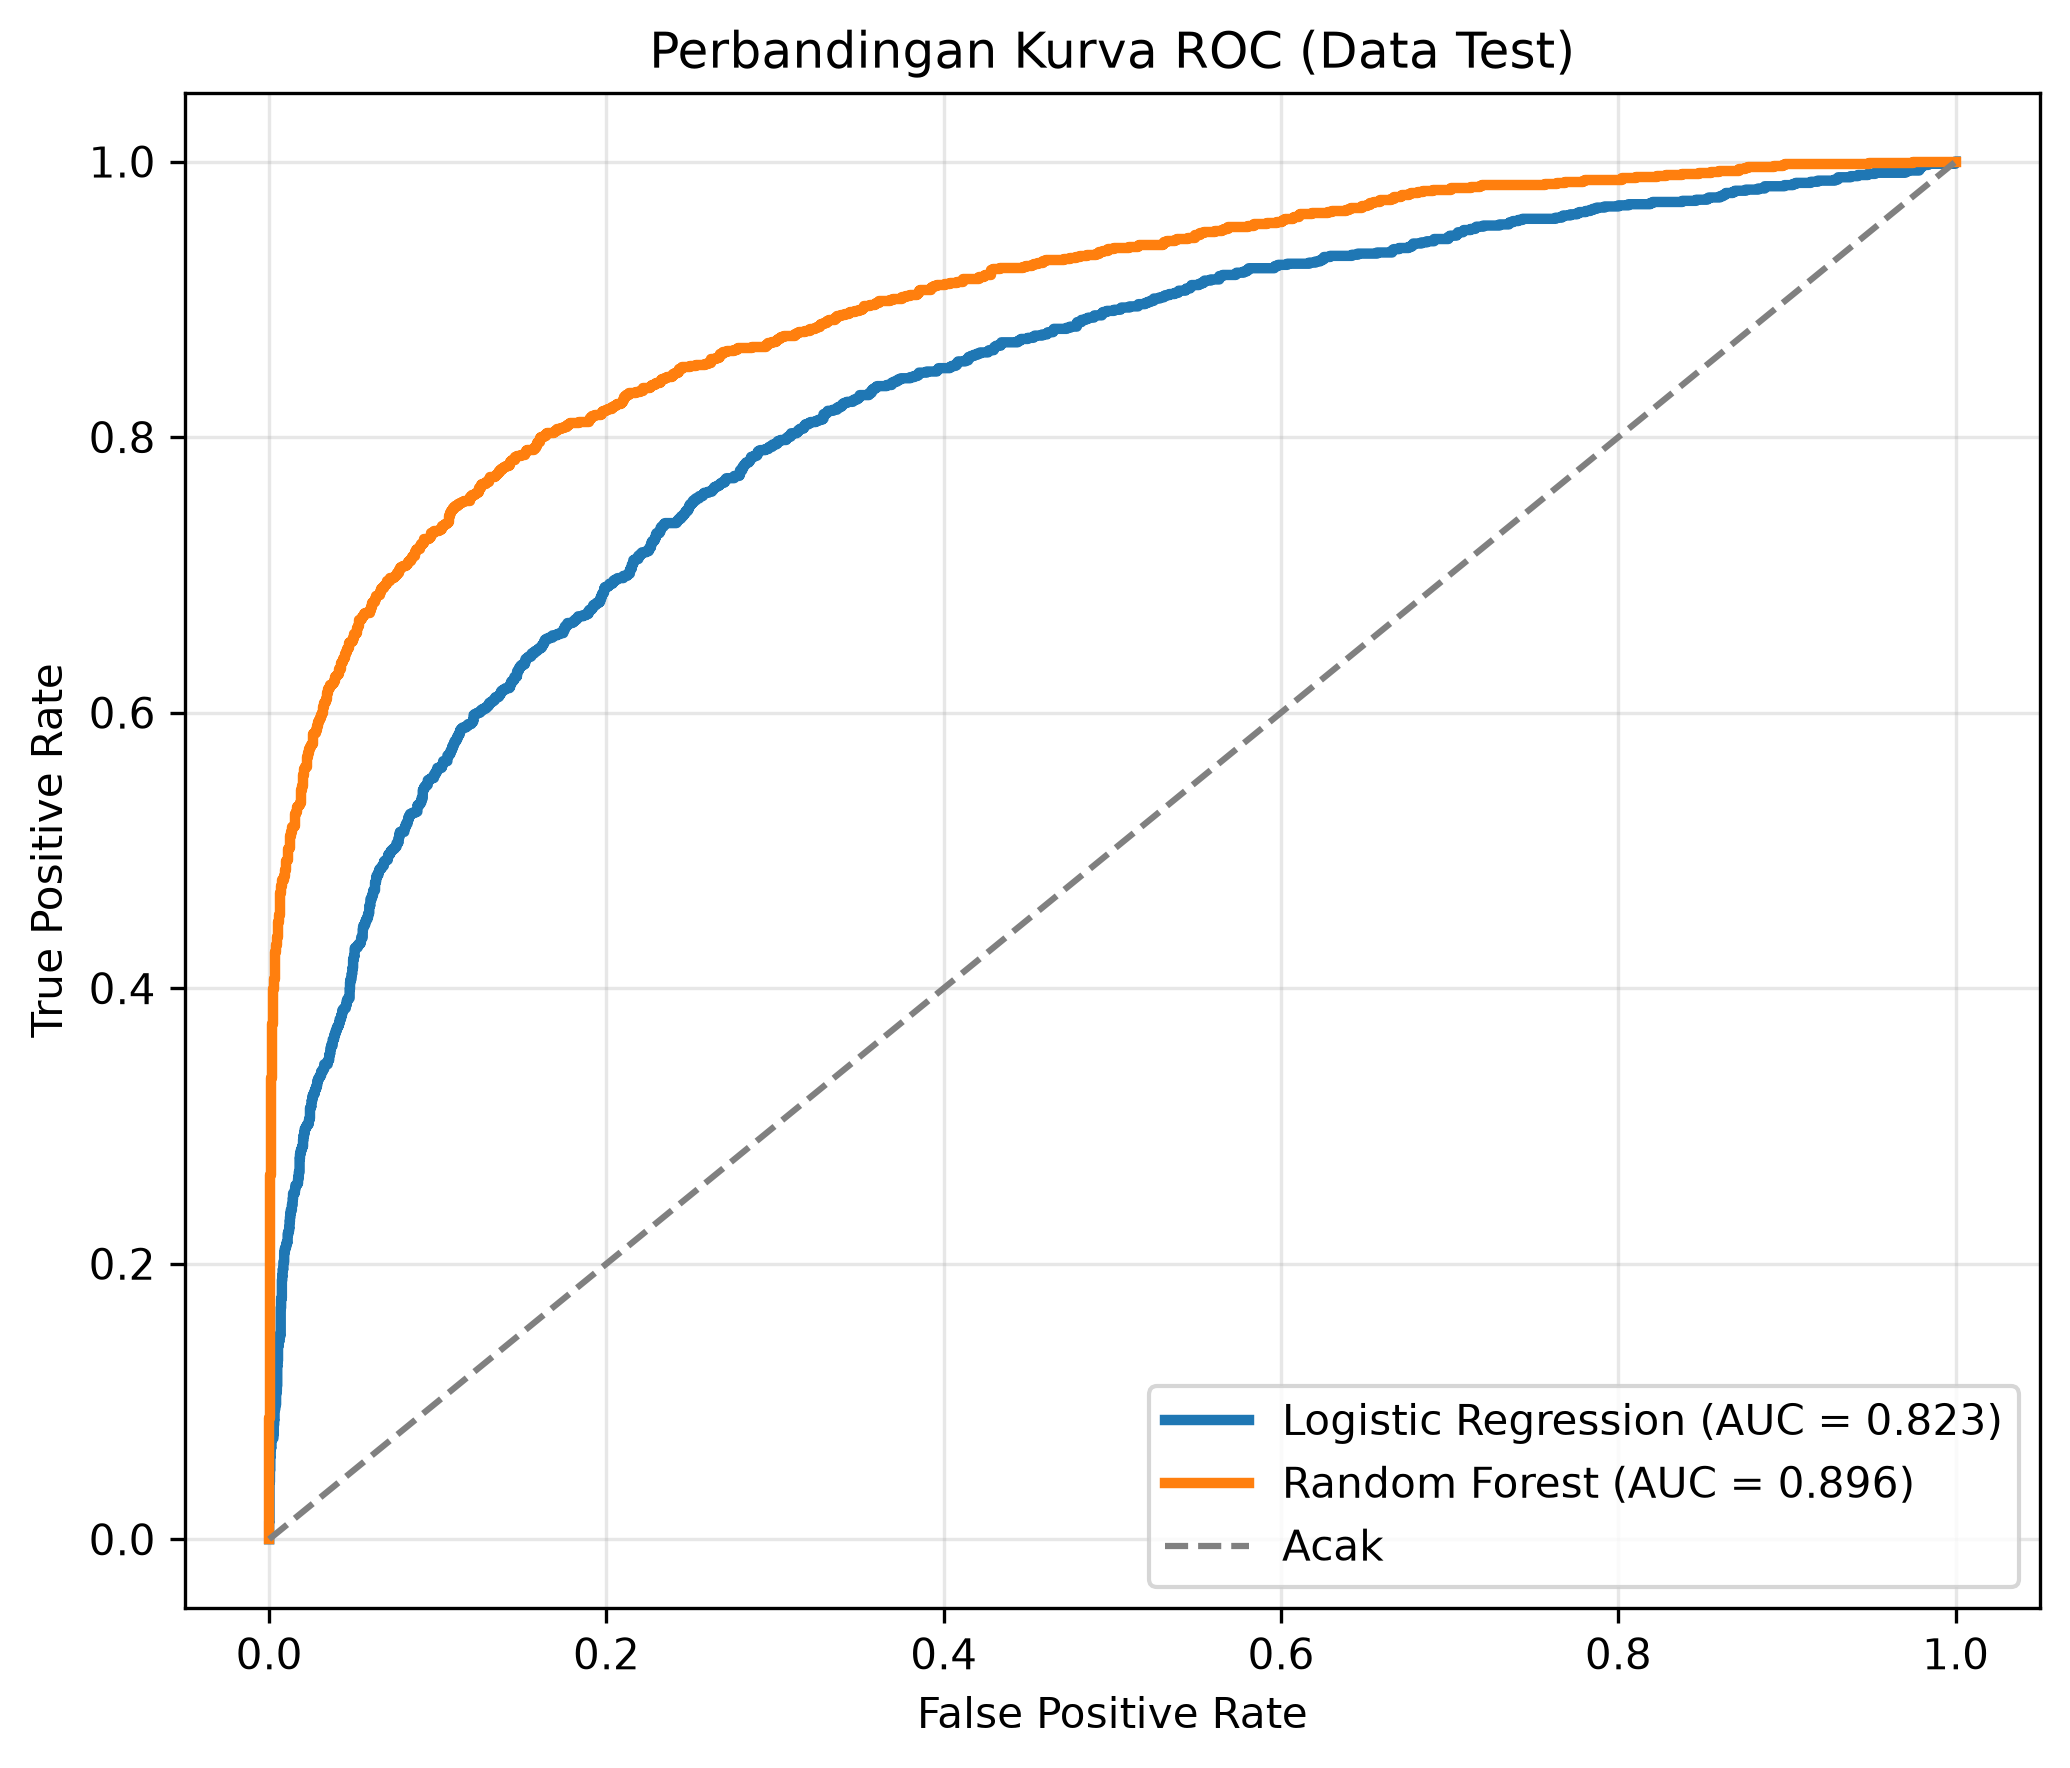 Perbandingan Kurva ROC (Data Test)
True Positive Rate
1.0
0.8
0.6
0.4
0.2
0.0
Logistic Regression (AUC = 0.823)
Random Forest (AUC = 0.896)
Acak
0.0 0.2 0.4 0.6 0.8 1.0
False Positive Rate